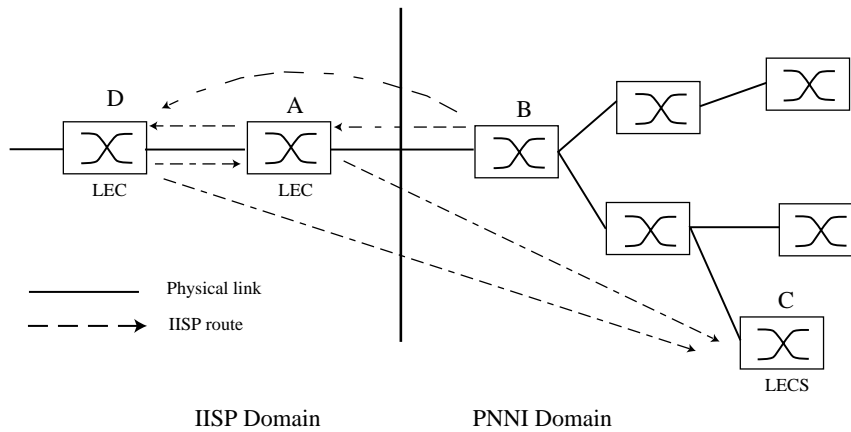 D
A
B
LEC
LEC
Physical link
IISP route
C
LECS
IISP Domain
PNNI Domain